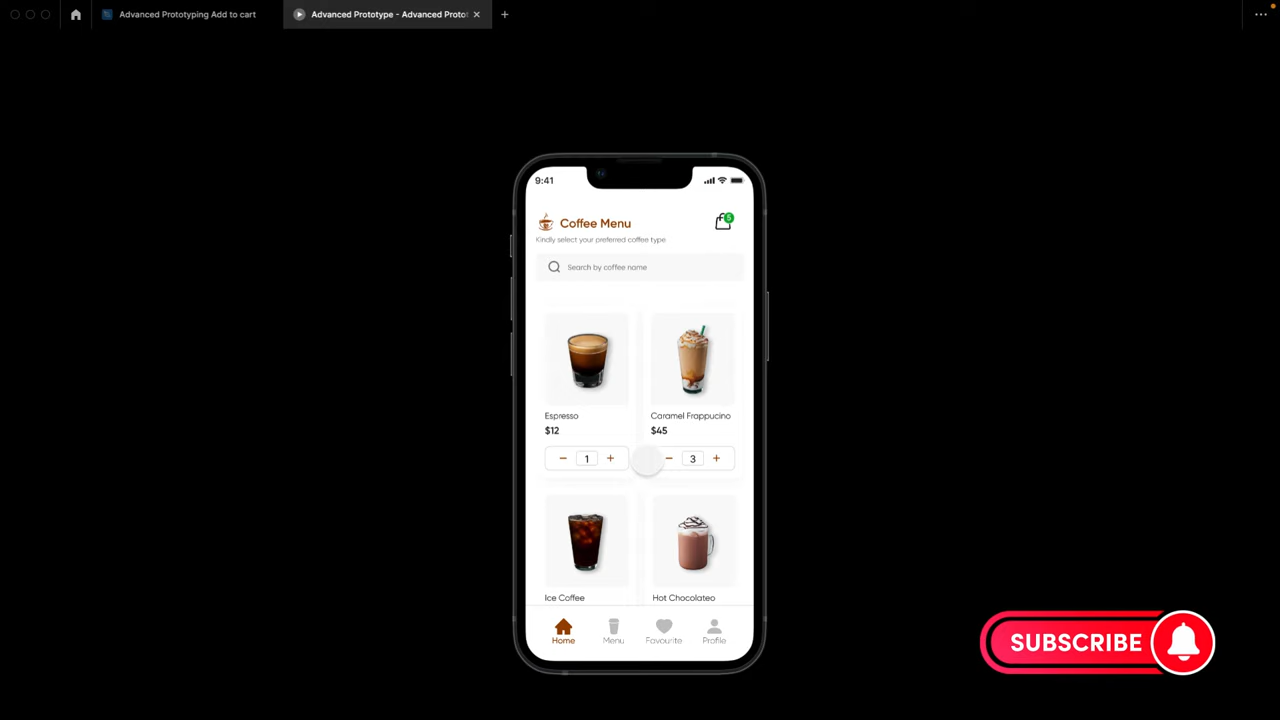 Advanced Prototyping Add to cart
Advanced Prototype - Advanced Proto
9:41
Coffee Menu
5
Kindly select your preferred coffee type
Search by coffee name
Espresso
Caramel Frappucino
$12
$45
− 1 +
− 3 +
Ice Coffee
Hot Chocolateo
Home
Menu
Favourite
Profile
SUBSCRIBE